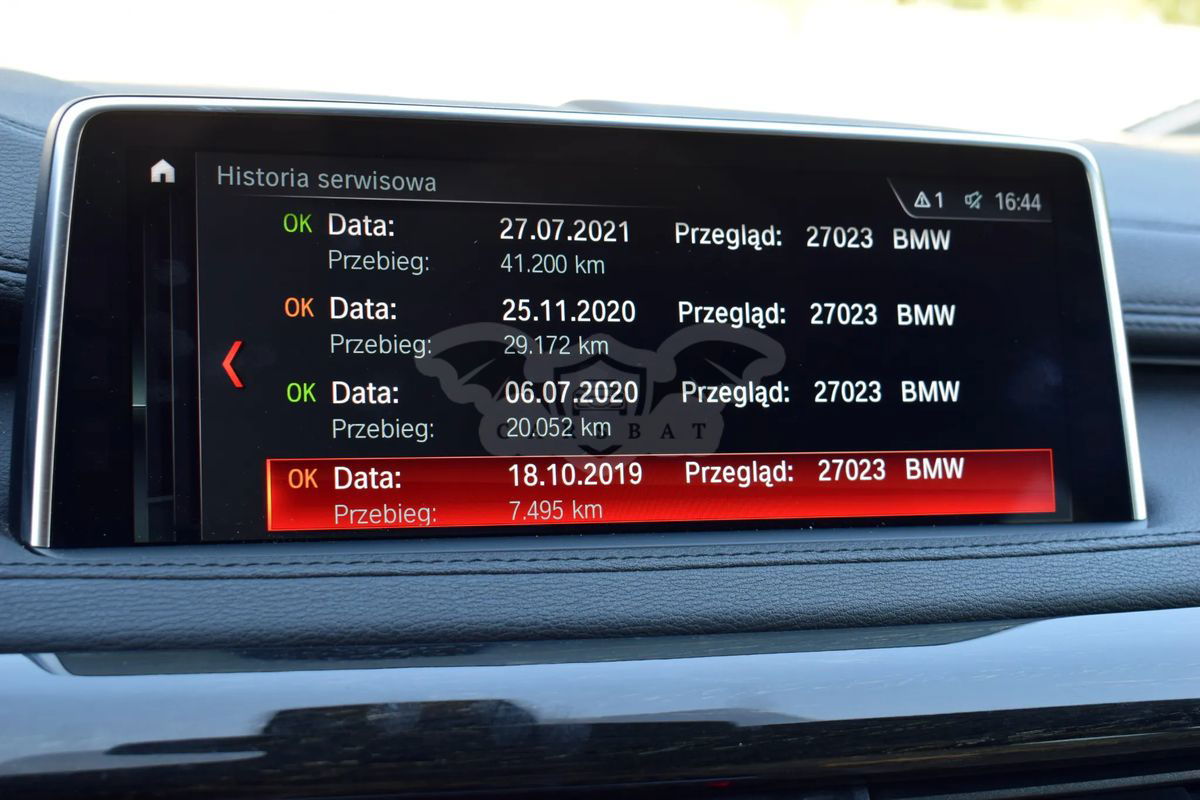 Historia serwisowa
1 16:44
OK Data: 27.07.2021 Przegląd: 27023 BMW
Przebieg: 41.200 km
OK Data: 25.11.2020 Przegląd: 27023 BMW
Przebieg: 29.172 km
OK Data: 06.07.2020 Przegląd: 27023 BMW
Przebieg: 20.052 km
CARSBAT
OK Data: 18.10.2019 Przegląd: 27023 BMW
Przebieg: 7.495 km